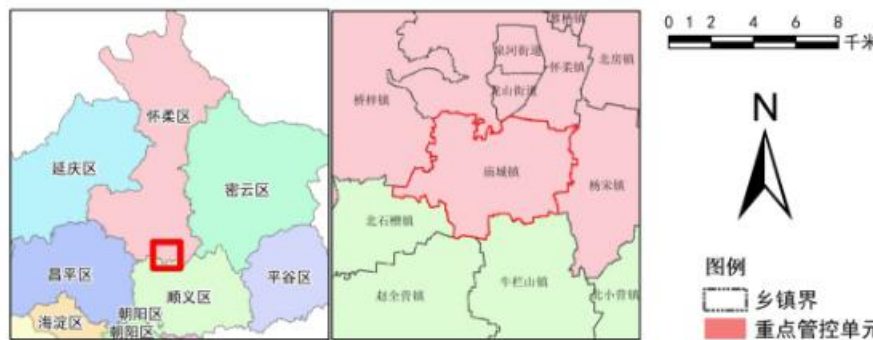 怀柔区
延庆区
密云区
昌平区
平谷区
顺义区
海淀区
朝阳区
朝阳区
泉河街道
怀柔镇
北房镇
龙山街道
桥梓镇
庙城镇
杨宋镇
北石槽镇
赵全营镇
牛栏山镇
北小营镇
0 1 2 4 6 8
千米
N
图例
乡镇界
重点管控单元